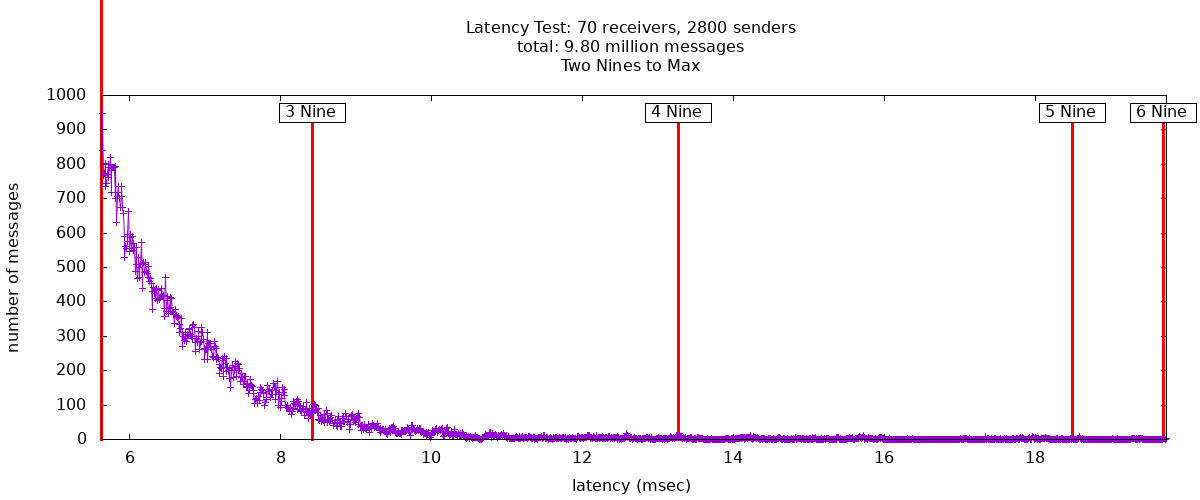 Latency Test: 70 receivers, 2800 senders
total: 9.80 million messages
Two Nines to Max
1000
900
800
700
600
500
400
300
200
100
0
number of messages
3 Nine
4 Nine
5 Nine
6 Nine
6
8
10
12
14
16
18
latency (msec)